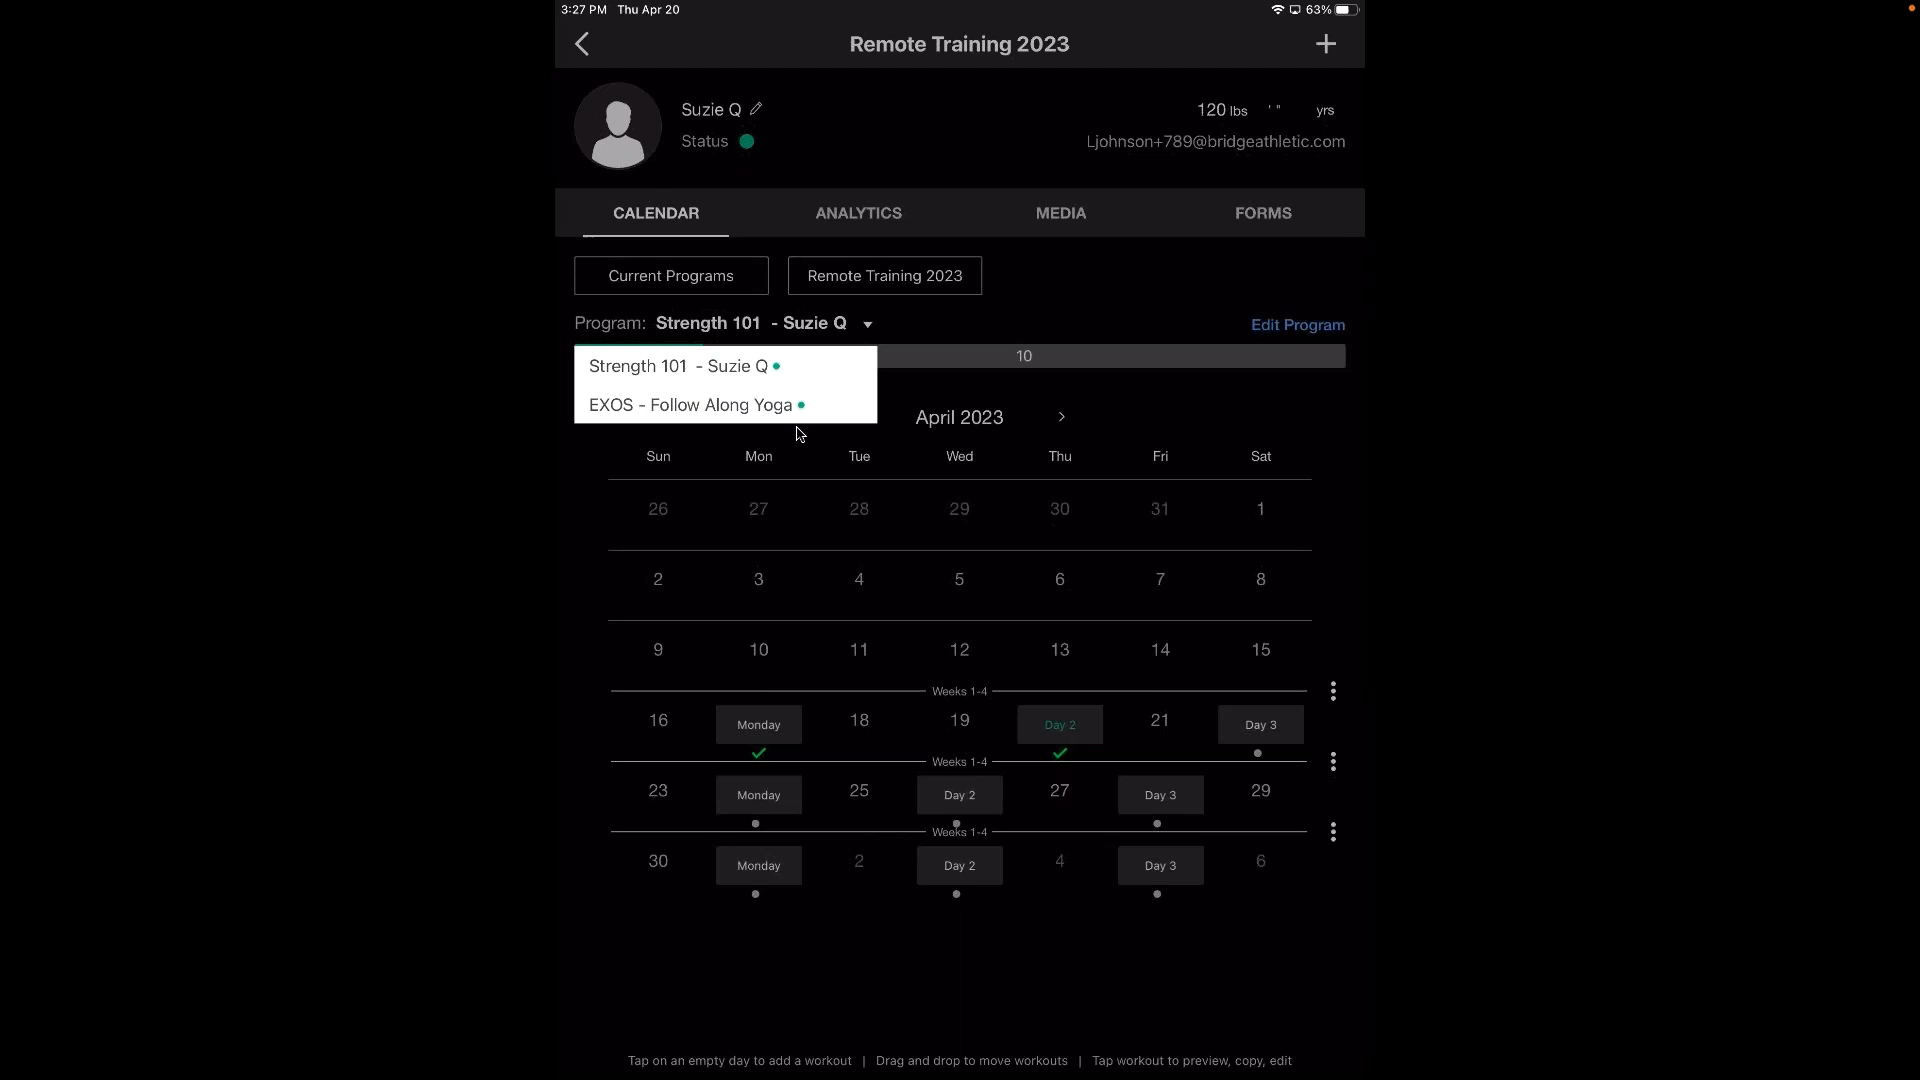 3:27 PM Thu Apr 20 63%
Remote Training 2023
Suzie Q 120 lbs ' " yrs
Status Ljohnson+789@bridgeathletic.com
CALENDAR ANALYTICS MEDIA FORMS
Current Programs Remote Training 2023
Program: Strength 101 - Suzie Q Edit Program
10
Strength 101 - Suzie Q
EXOS - Follow Along Yoga
April 2023
Sun Mon Tue Wed Thu Fri Sat
26 27 28 29 30 31 1
2 3 4 5 6 7 8
9 10 11 12 13 14 15
Weeks 1-4
16 Monday 18 19 Day 2 21 Day 3
Weeks 1-4
23 Monday 25 Day 2 27 Day 3 29
Weeks 1-4
30 Monday 2 Day 2 4 Day 3 6
Tap on an empty day to add a workout | Drag and drop to move workouts | Tap workout to preview, copy, edit